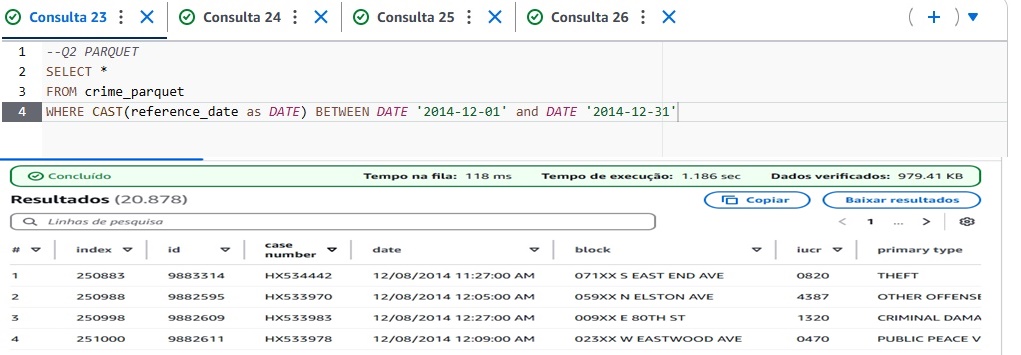 Consulta 23 Consulta 24 Consulta 25 Consulta 26
1 --Q2 PARQUET
2 SELECT *
3 FROM crime_parquet
4 WHERE CAST(reference_date as DATE) BETWEEN DATE '2014-12-01' and DATE '2014-12-31'
Concluído Tempo na fila: 118 ms Tempo de execução: 1.186 sec Dados verificados: 979.41 KB
Resultados (20.878) Copiar Baixar resultados
Linhas de pesquisa < 1 ... >
# index id case number date block iucr primary type
1 250883 9883314 HX534442 12/08/2014 11:27:00 AM 071XX S EAST END AVE 0820 THEFT
2 250988 9882595 HX533970 12/08/2014 12:05:00 AM 059XX N ELSTON AVE 4387 OTHER OFFENSE
3 250998 9882609 HX533983 12/08/2014 12:27:00 AM 009XX E 80TH ST 1320 CRIMINAL DAMA
4 251000 9882611 HX533978 12/08/2014 12:09:00 AM 023XX W EASTWOOD AVE 0470 PUBLIC PEACE V